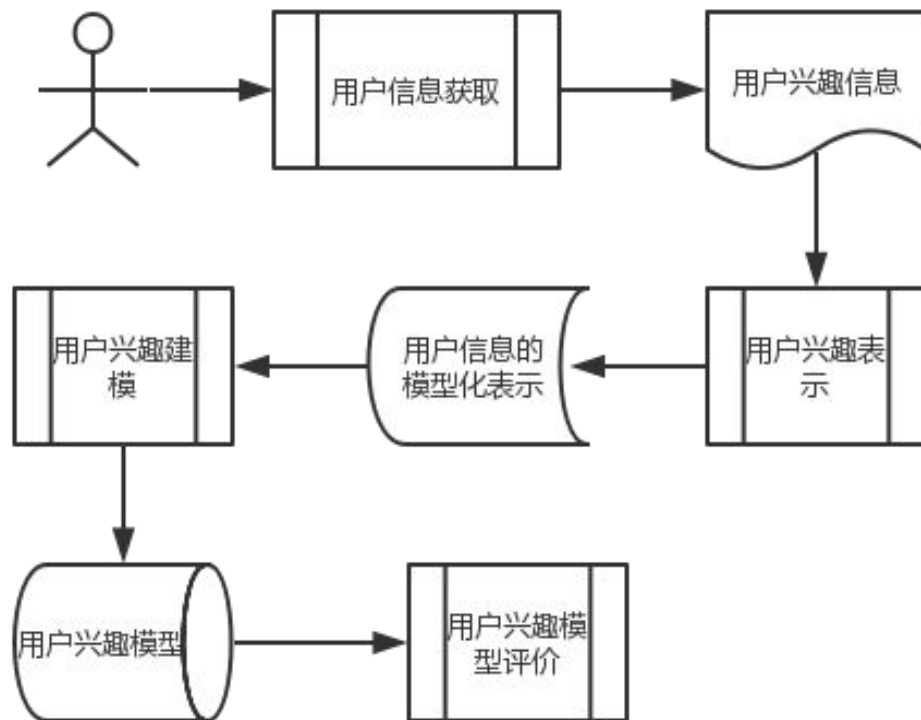 用户信息获取
用户兴趣信息
用户兴趣建
模
用户信息的
模型化表示
用户兴趣表
示
用户兴趣模型
用户兴趣模
型评价